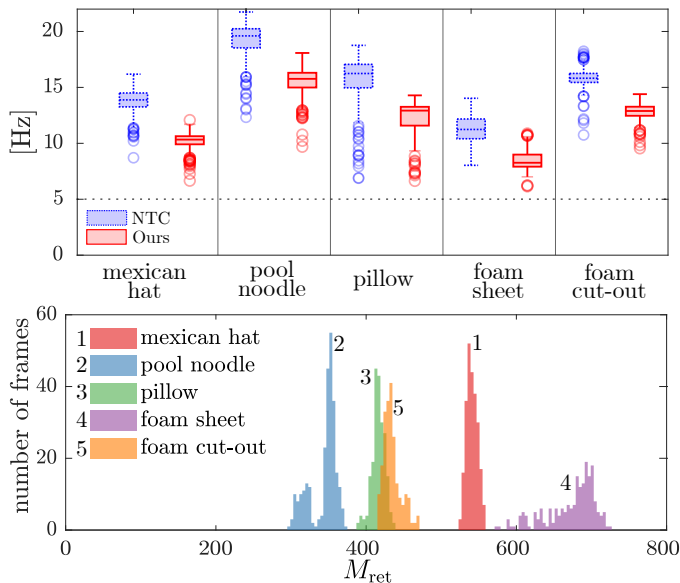 20
15
10
5
0
[Hz]
NTC
Ours
mexican hat
pool noodle
pillow
foam sheet
foam cut-out
60
40
20
0
number of frames
1 mexican hat
2 pool noodle
3 pillow
4 foam sheet
5 foam cut-out
2
3
5
1
4
0
200
400
600
800
M_ret